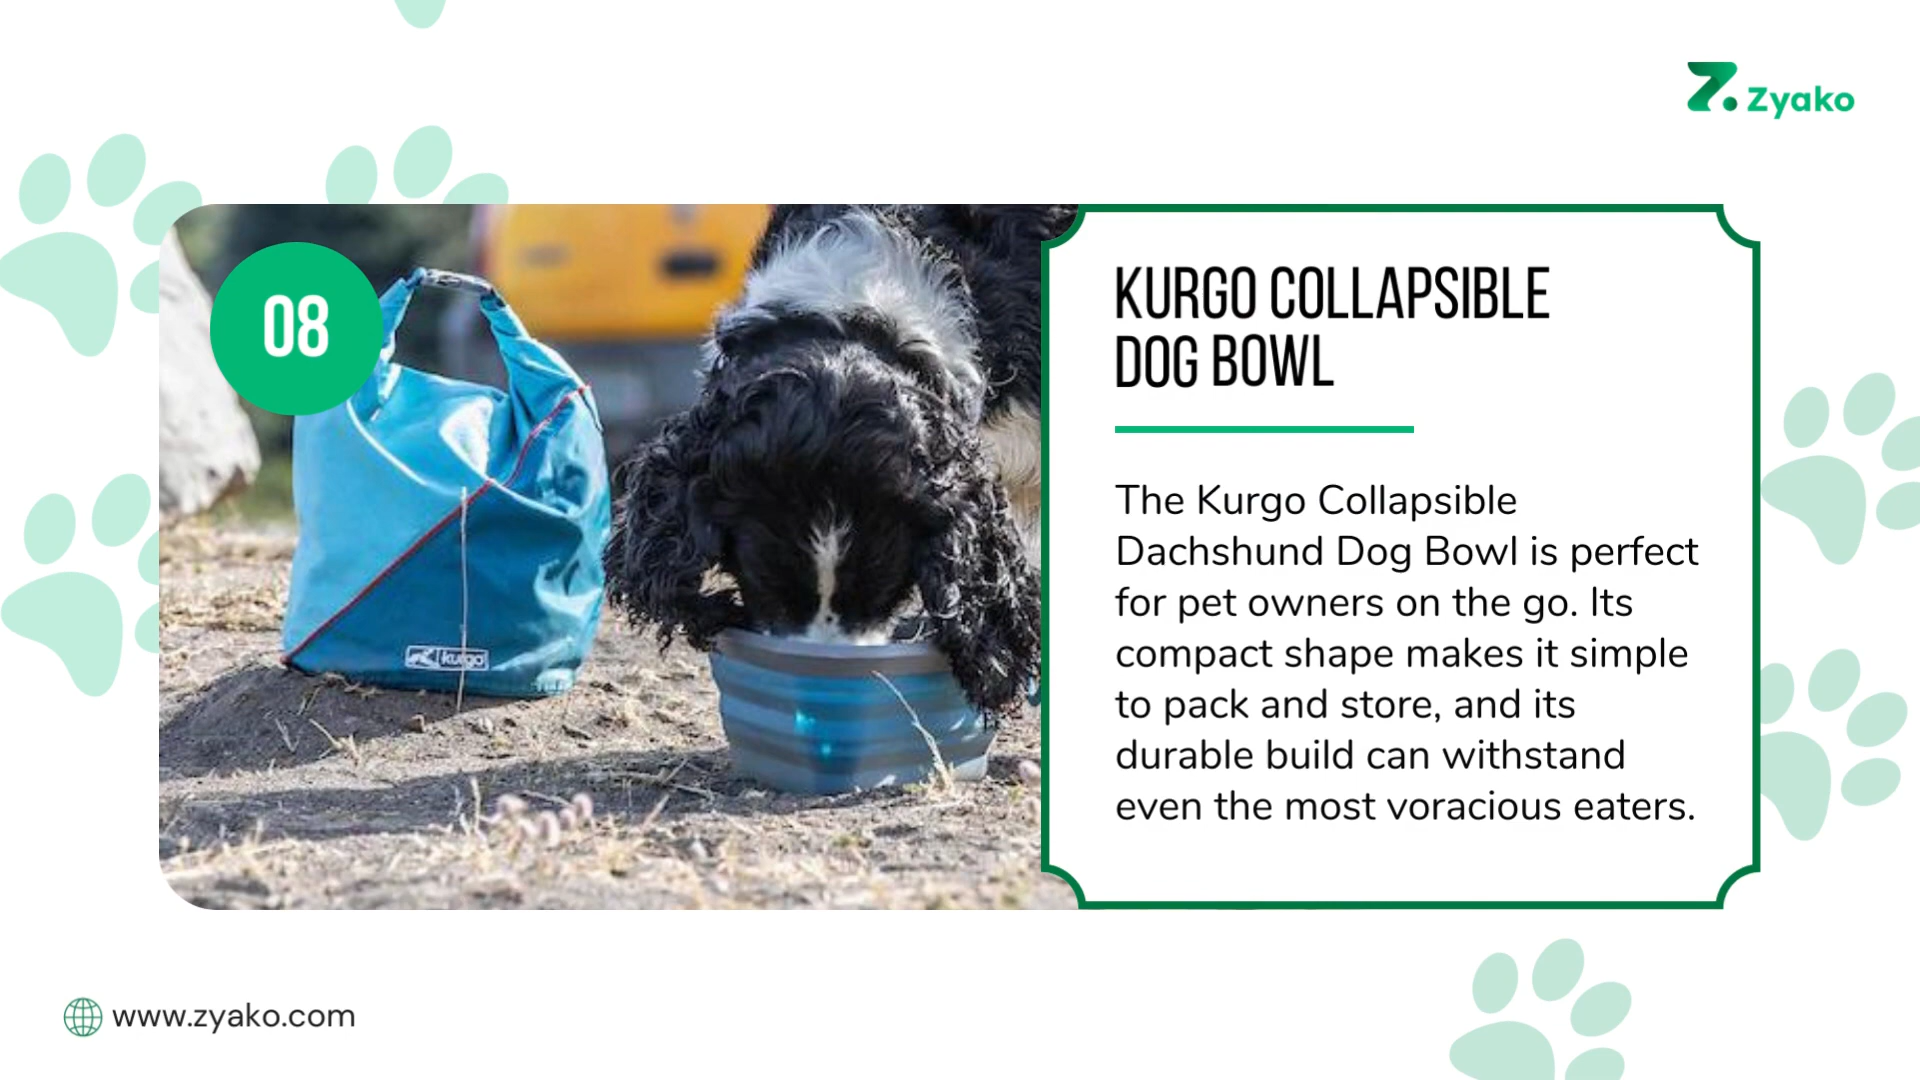 Zyako
08
kurgo
KURGO COLLAPSIBLE
DOG BOWL
The Kurgo Collapsible
Dachshund Dog Bowl is perfect
for pet owners on the go. Its
compact shape makes it simple
to pack and store, and its
durable build can withstand
even the most voracious eaters.
www.zyako.com